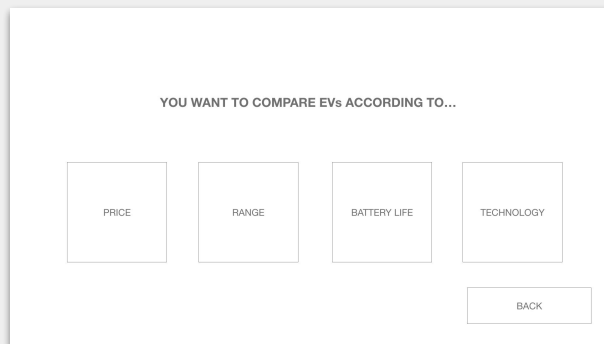 YOU WANT TO COMPARE EVs ACCORDING TO...
PRICE
RANGE
BATTERY LIFE
TECHNOLOGY
BACK